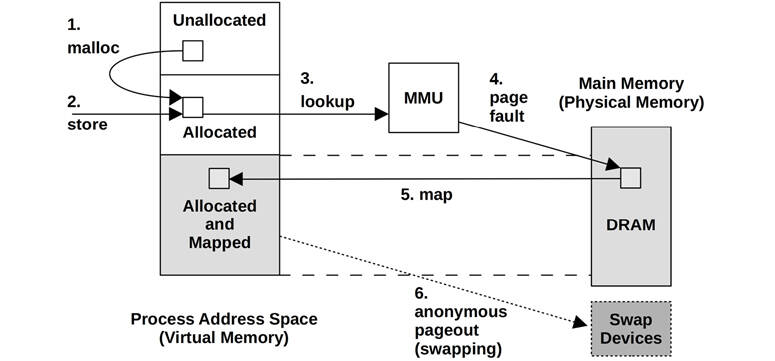 1.
malloc
Unallocated
2.
store
Allocated
3.
lookup
MMU
4.
page
fault
Main Memory
(Physical Memory)
5. map
Allocated
and
Mapped
DRAM
6.
anonymous
pageout
(swapping)
Swap
Devices
Process Address Space
(Virtual Memory)